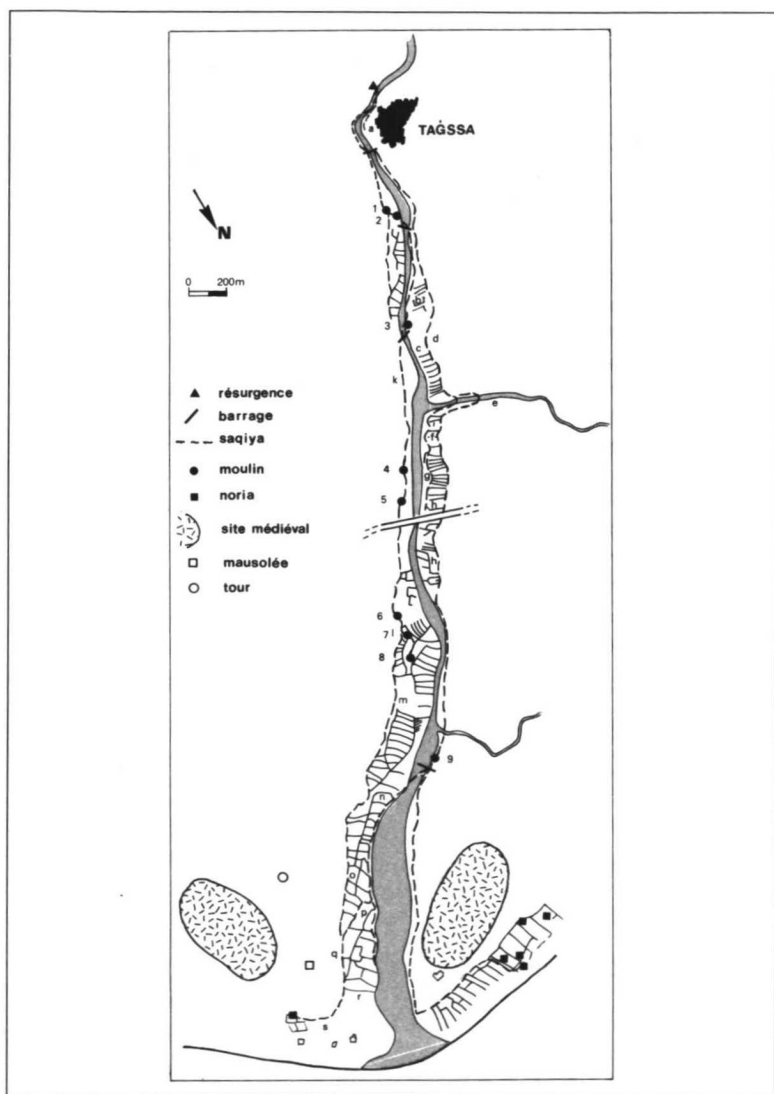 TAĠSSA
a
1
2
N
0 200m
b
3
c
d
k
e
résurgence
barrage
saqiya
f
moulin
4
g
noria
5
h
site médiéval
mausolée
tour
6
7
l
8
m
9
n
o
p
q
r
s